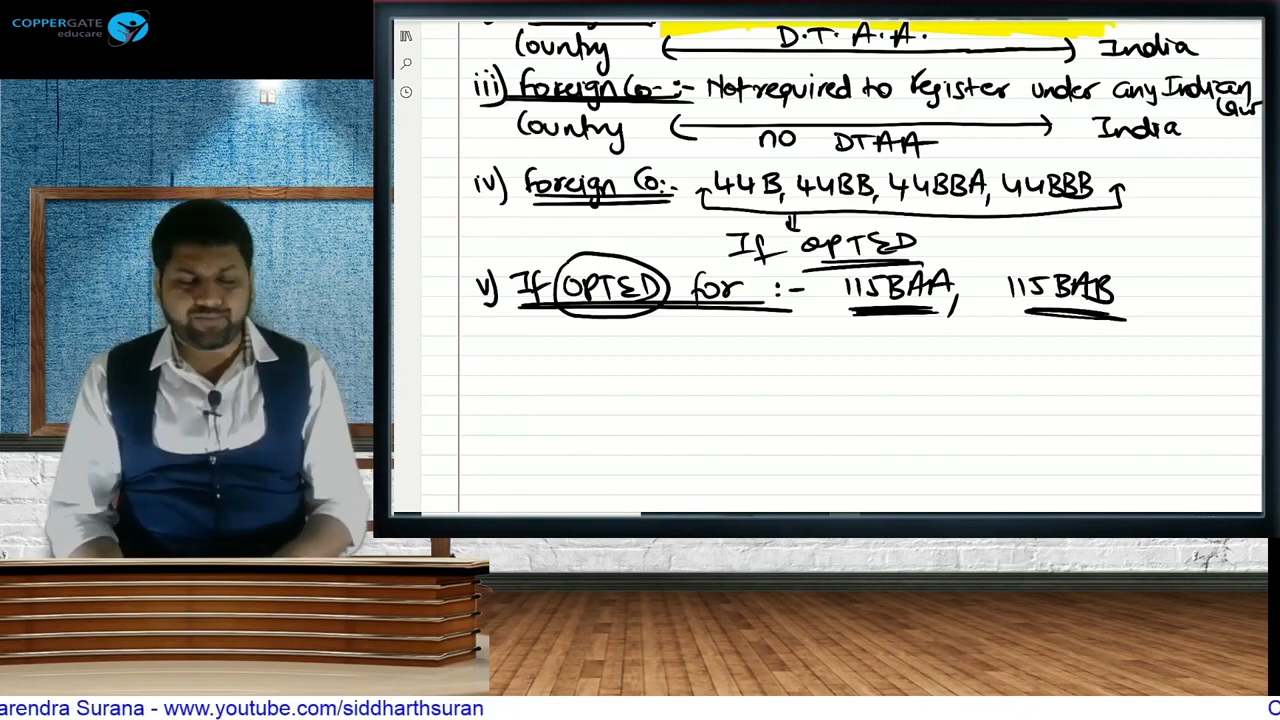 COPPERGATE
educare
Country D.T.A.A. India
iii) Foreign Co :- Not required to register under any Indian
Country no DTAA India
iv) Foreign Co:- 44B, 44BB, 44BBA, 44BBB
If OPTED
v) If OPTED for :- 115BAA, 115BAB
arendra Surana - www.youtube.com/siddharthsuran